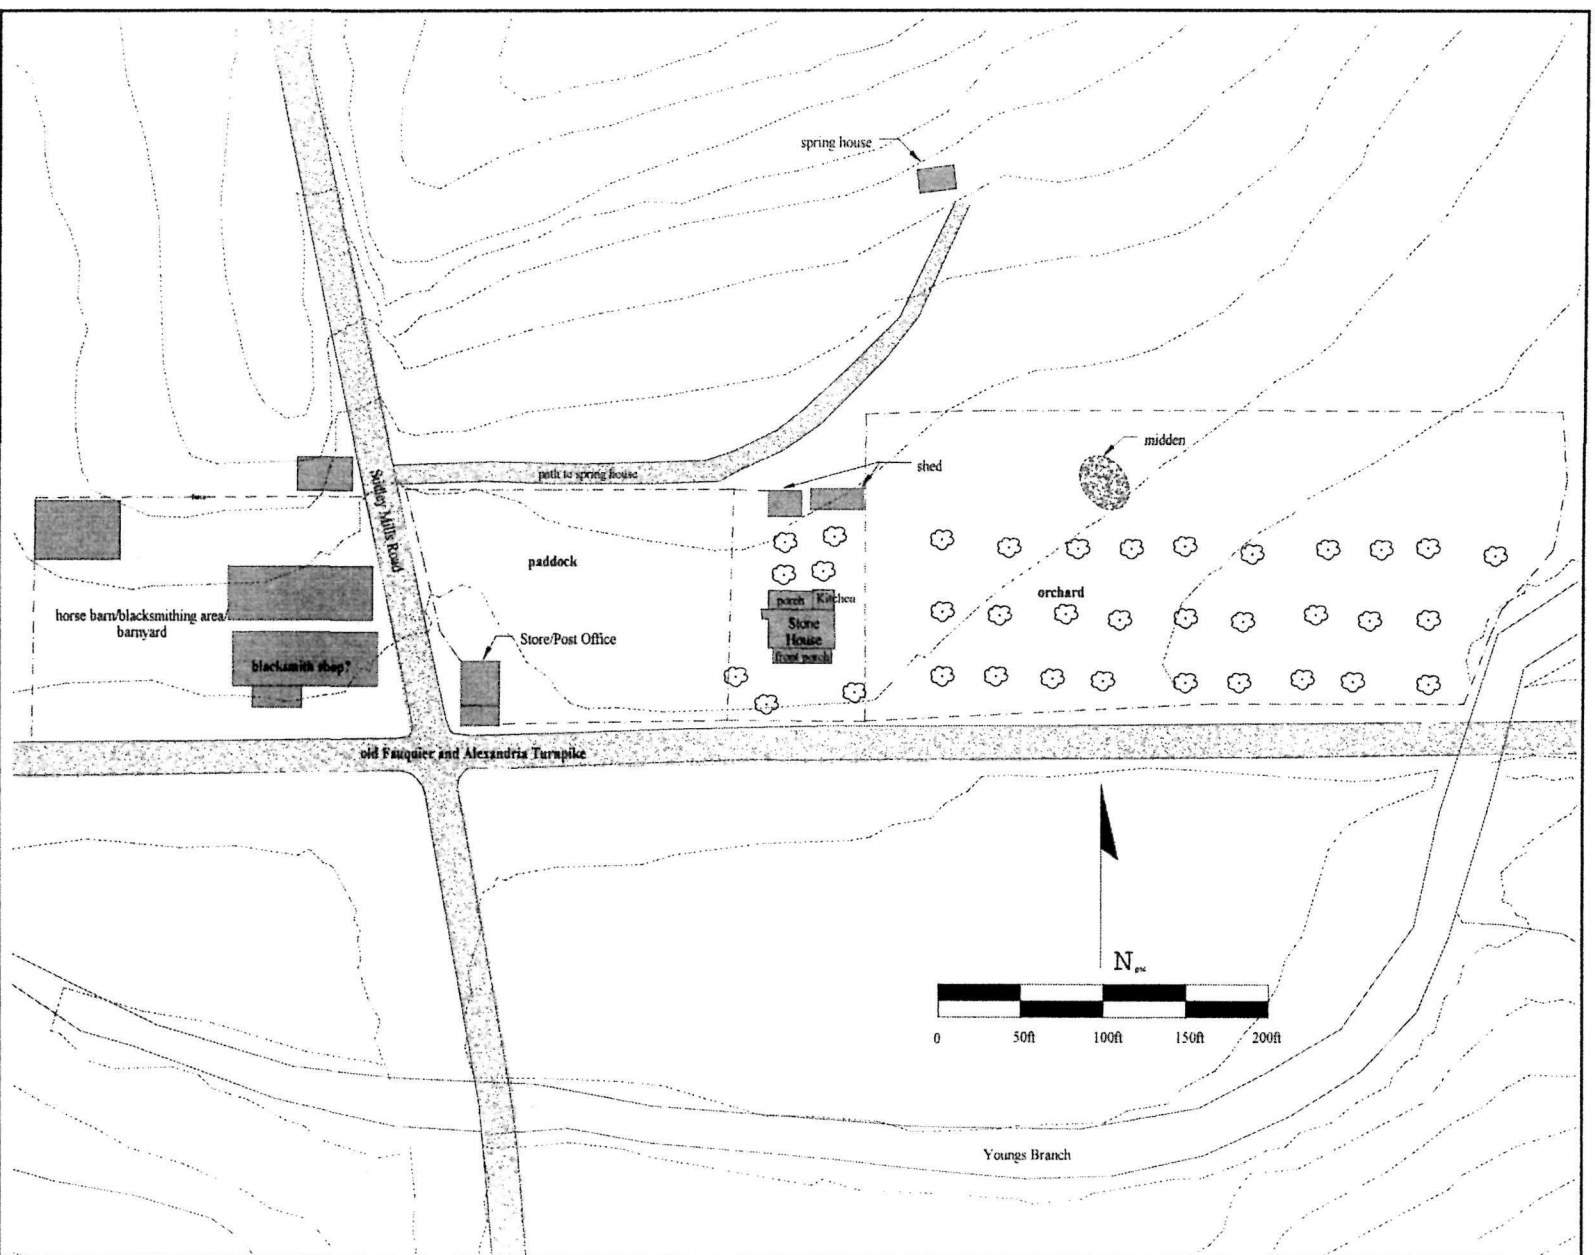 spring house
midden
shed
path to spring house
Sudley Mills Road
paddock
porch
Kitchen
Stone
House
front porch
orchard
horse barn/blacksmithing area/
barnyard
Store/Post Office
blacksmith shop?
old Fauquier and Alexandria Turnpike
N
0 50ft 100ft 150ft 200ft
Youngs Branch